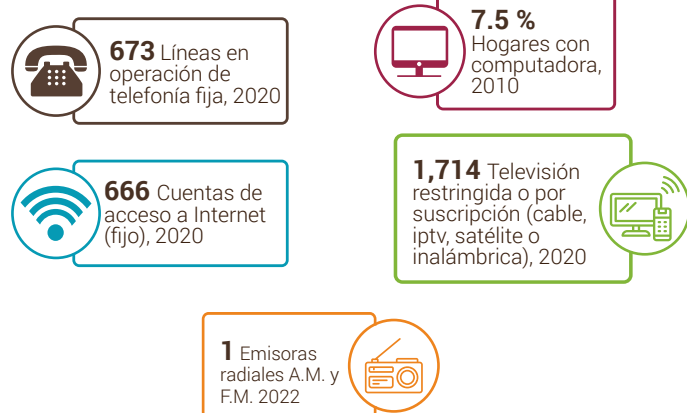 673 Líneas en
operación de
telefonía fija, 2020
7.5 %
Hogares con
computadora,
2010
666 Cuentas de
acceso a Internet
(fijo), 2020
1,714 Televisión
restringida o por
suscripción (cable,
iptv, satélite o
inalámbrica), 2020
1 Emisoras
radiales A.M. y
F.M. 2022